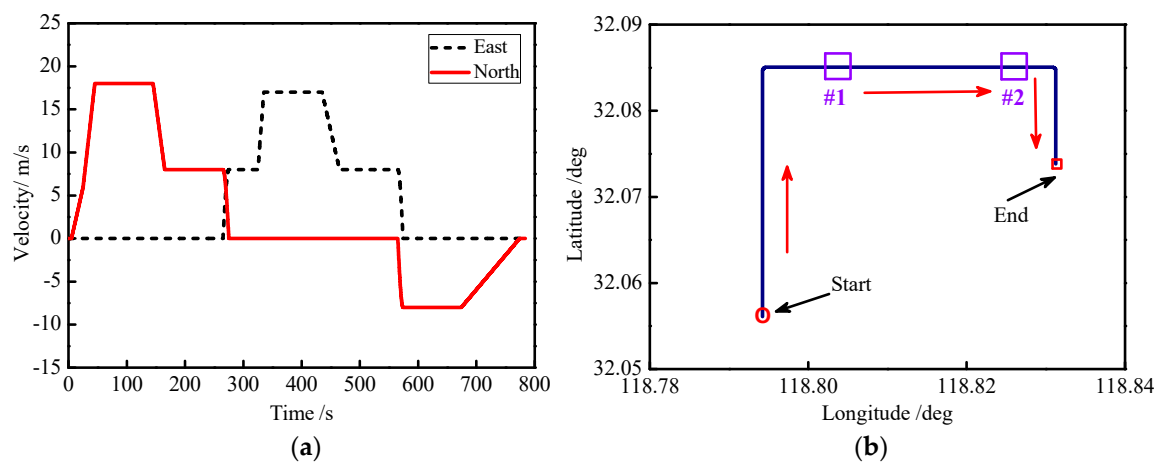 25
20
15
10
5
0
-5
-10
-15
Velocity/ m/s
East
North
0
100
200
300
400
500
600
700
800
Time /s
(a)
32.09
32.08
32.07
32.06
32.05
Latitude /deg
#1
#2
End
Start
118.78
118.80
118.82
118.84
Longitude /deg
(b)